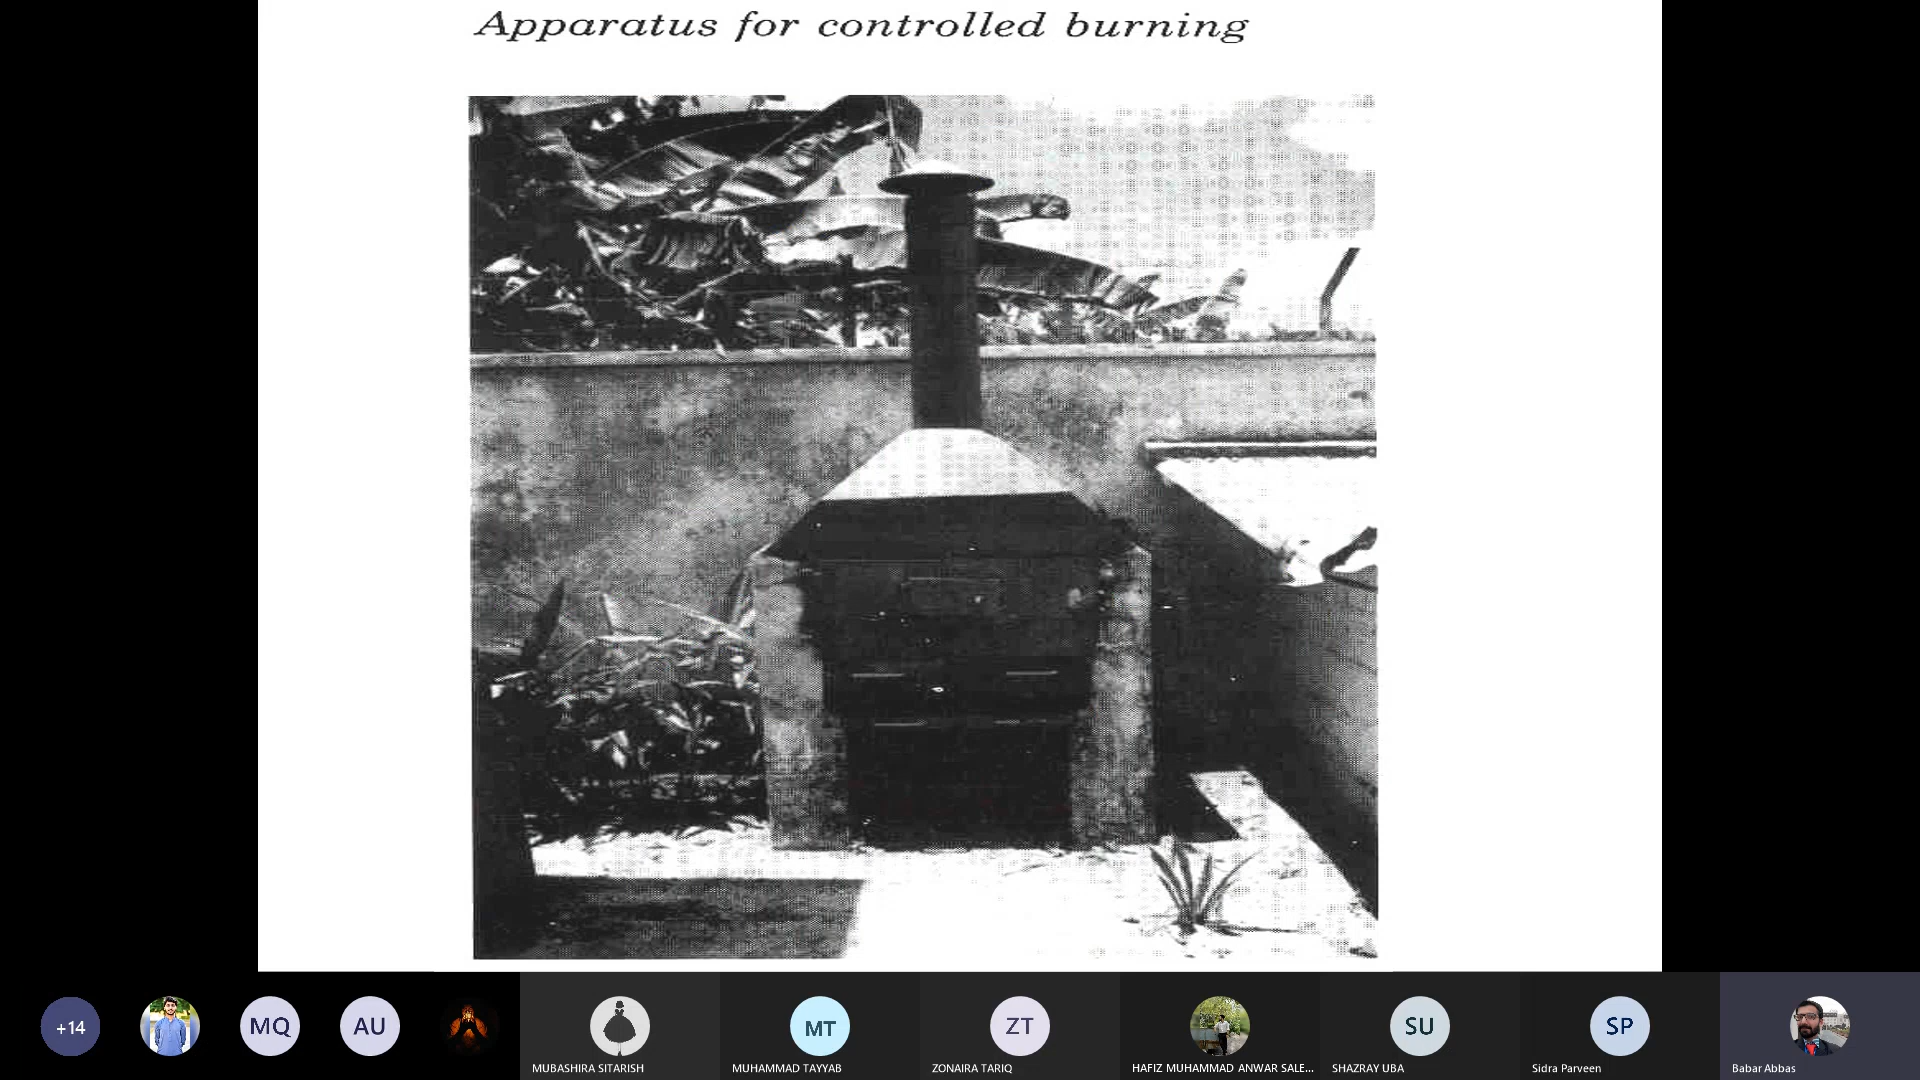 Apparatus for controlled burning
+14
MQ
AU
MT
ZT
SU
SP
MUBASHIRA SITARISH
MUHAMMAD TAYYAB
ZONAIRA TARIQ
HAFIZ MUHAMMAD ANWAR SALE...
SHAZRAY UBA
Sidra Parveen
Babar Abbas